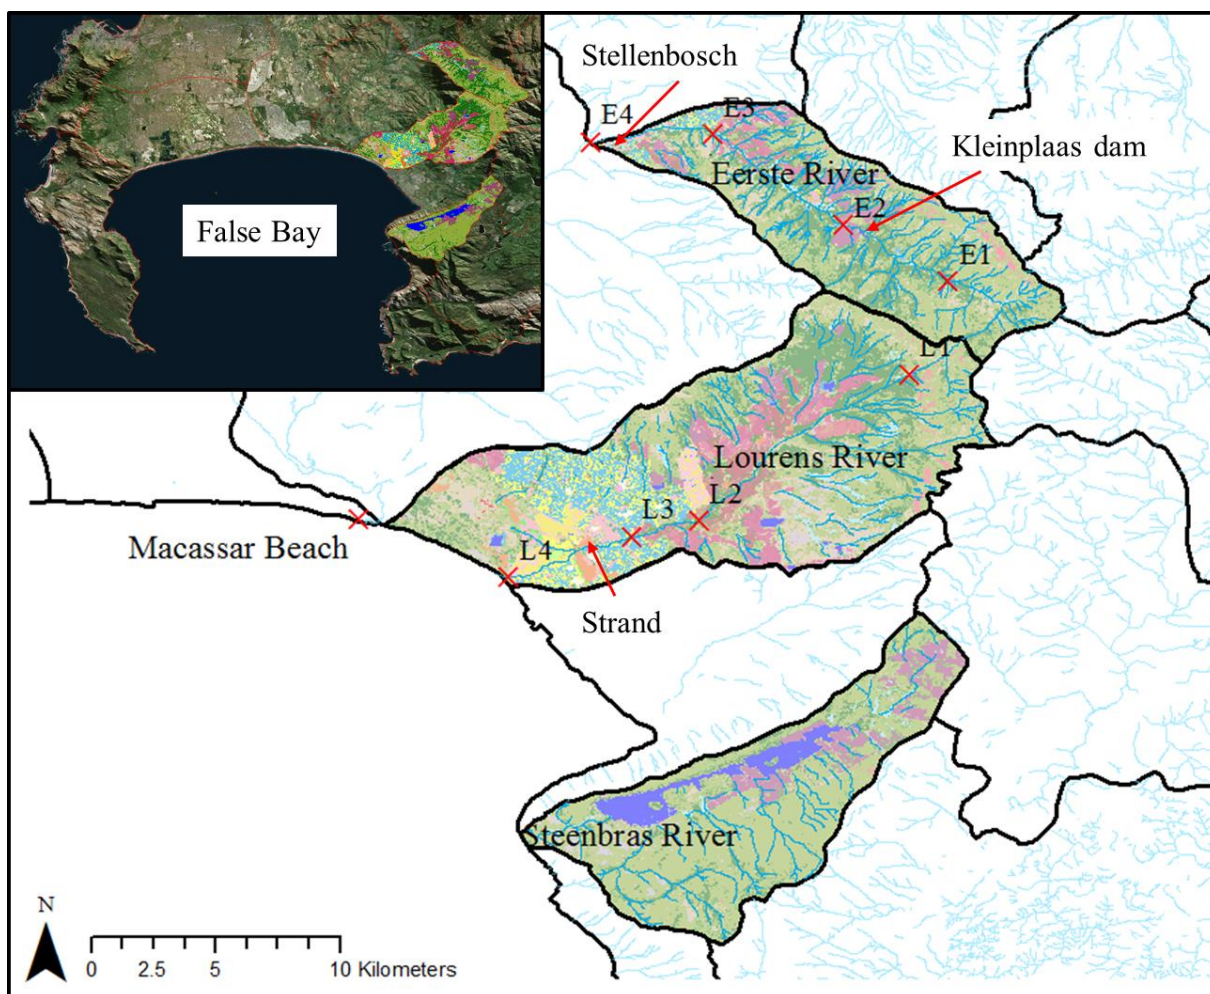 Stellenbosch
E4
E3
Kleinplaas dam
Eerste River
E2
E1
False Bay
L1
Lourens River
L2
L3
Macassar Beach
L4
Strand
Steenbras River
N
0 2.5 5 10 Kilometers